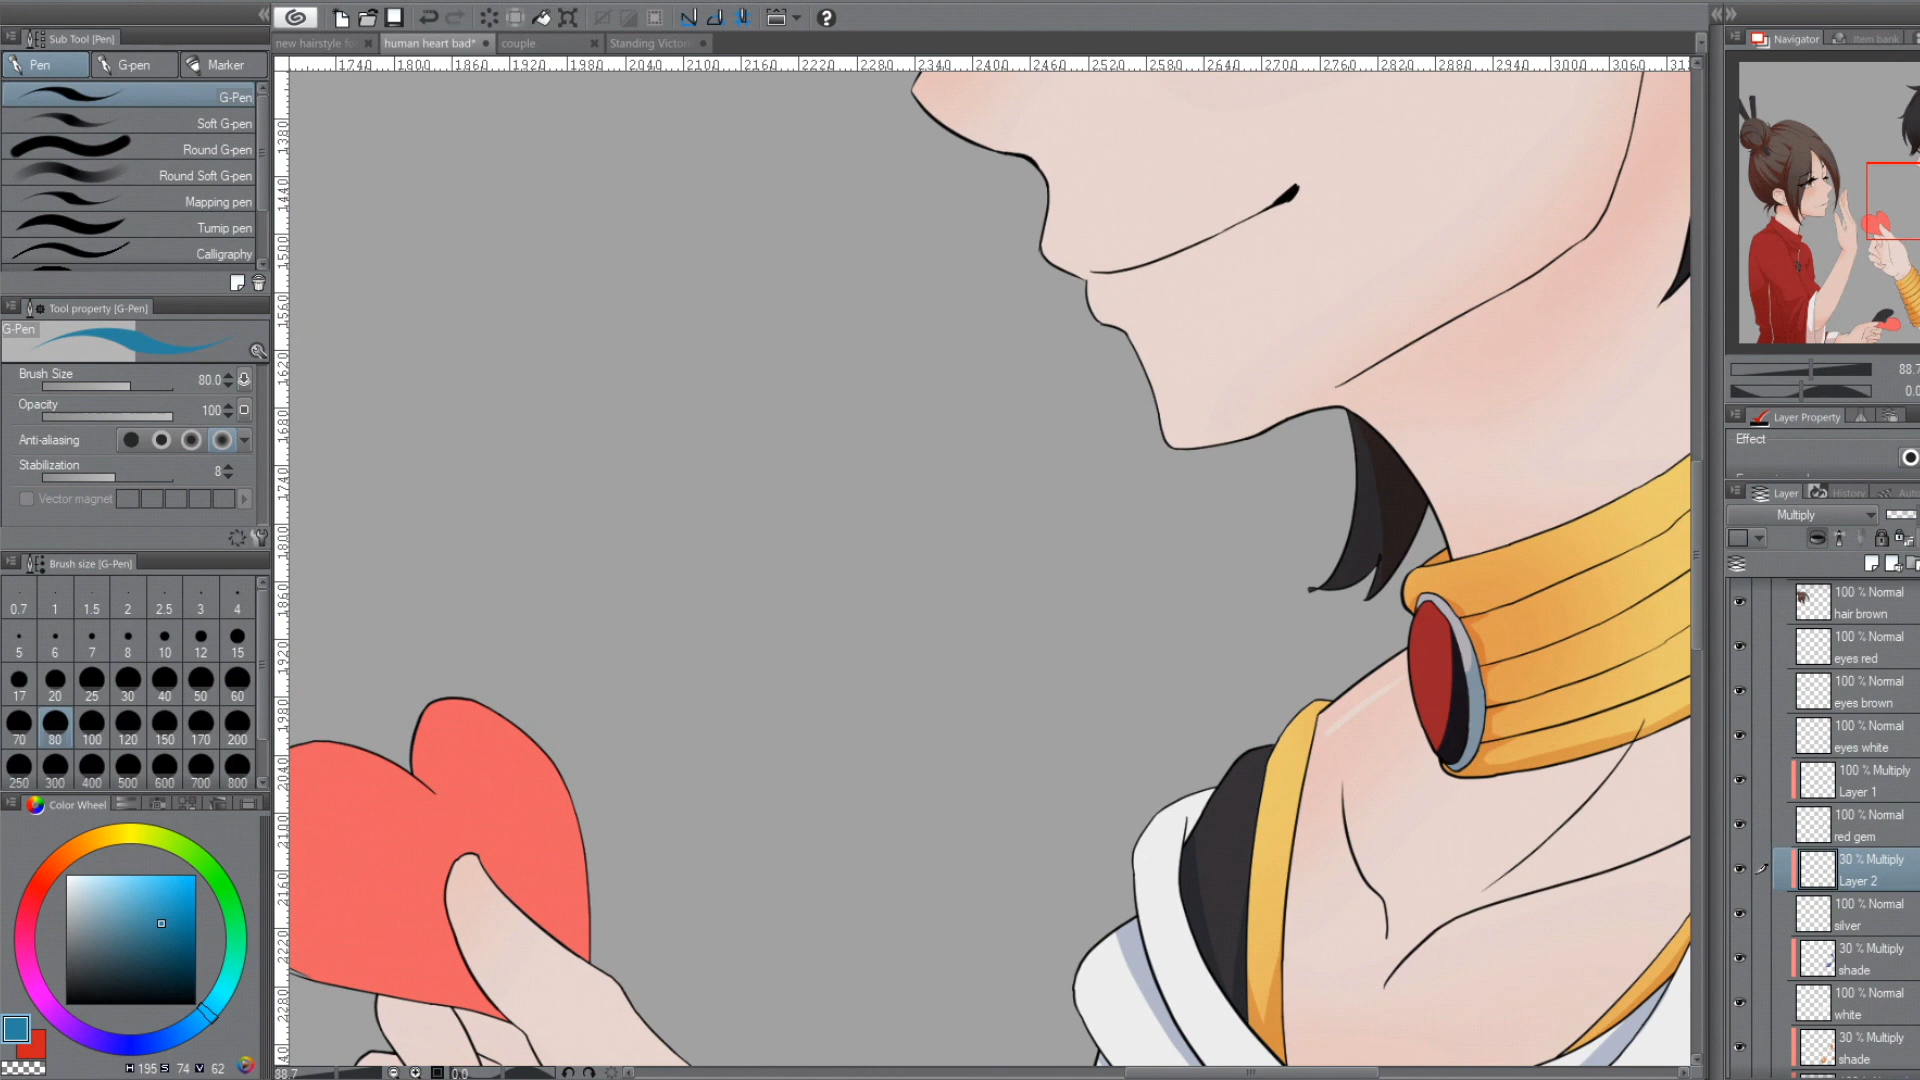 Sub Tool [Pen]
Pen
G-pen
Marker
G-Pen
Soft G-pen
Round G-pen
Round Soft G-pen
Mapping pen
Turnip pen
Calligraphy
Tool property [G-Pen]
G-Pen
Brush Size 80.0
Opacity 100
Anti-aliasing
Stabilization 8
Vector magnet
Brush size [G-Pen]
0.7 1 1.5 2 2.5 3 4
5 6 7 8 10 12 15
17 20 25 30 40 50 60
70 80 100 120 150 170 200
250 300 400 500 600 700 800
Color Wheel
H 195 S 74 V 62
new hairstyle fo
human heart bad*
couple
Standing Victor
1740 1800 1860 1920 1980 2040 2100 2160 2220 2280 2340 2400 2460 2520 2580 2640 2700 2760 2820 2880 2940 3000 3060
1380
1440
1500
1560
1620
1680
1740
1800
1860
1920
1980
2040
2100
2160
2220
2280
88.7
0.0
Navigator
Item bank
88.7
0.0
Layer Property
Effect
Layer
History
Auto
Multiply
100 % Normal
hair brown
100 % Normal
eyes red
100 % Normal
eyes brown
100 % Normal
eyes white
100 % Multiply
Layer 1
100 % Normal
red gem
30 % Multiply
Layer 2
100 % Normal
silver
30 % Multiply
shade
100 % Normal
white
30 % Multiply
shade